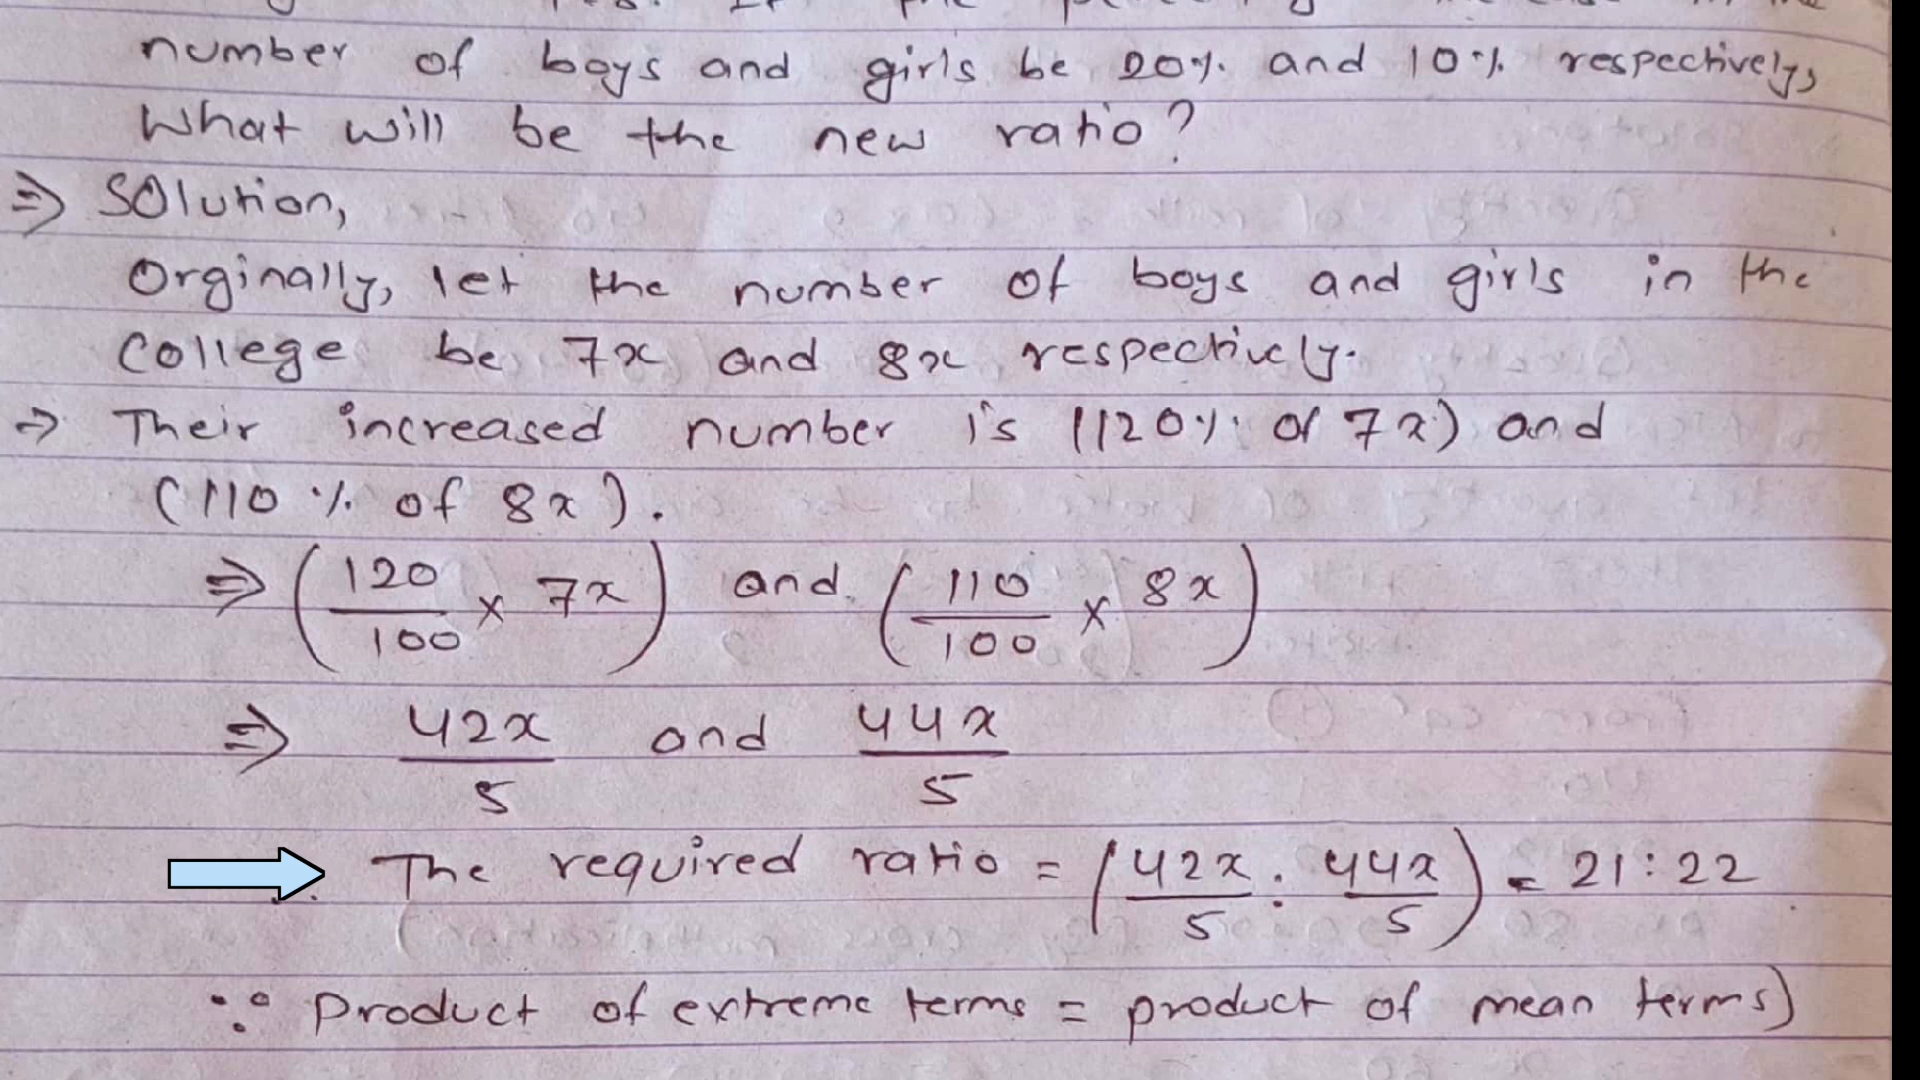 number of boys and girls be 20% and 10% respectively,
What will be the new ratio?
⇒ Solution,
Orginally, let the number of boys and girls in the
college be 7x and 8x respectively.
→ Their increased number is (120% of 7x) and
(110% of 8x).
⇒ (120/100 × 7x) and (110/100 × 8x)
⇒ 42x/5 and 44x/5
The required ratio = (42x/5 : 44x/5) = 21:22
∵ Product of extreme terms = product of mean terms)